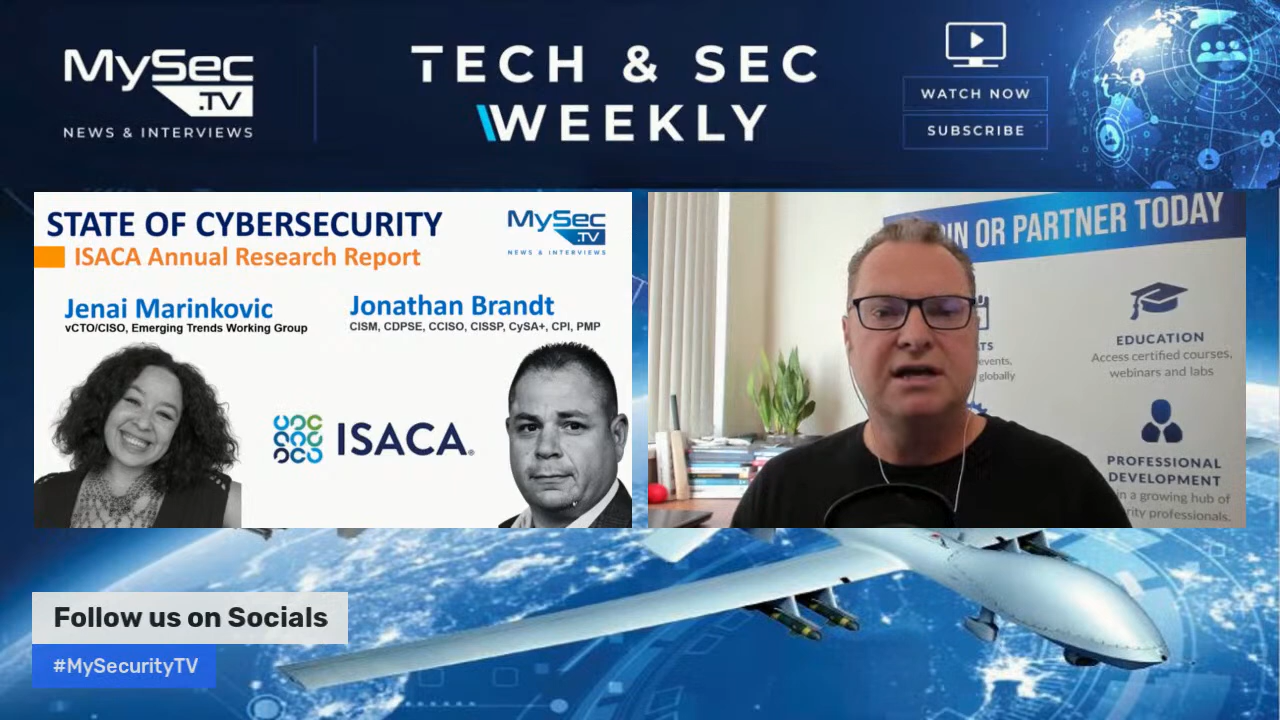 MySec
.TV
NEWS & INTERVIEWS
TECH & SEC
WEEKLY
WATCH NOW
SUBSCRIBE
STATE OF CYBERSECURITY
ISACA Annual Research Report
MySec
.TV
NEWS & INTERVIEWS
Jenai Marinkovic
vCTO/CISO, Emerging Trends Working Group
Jonathan Brandt
CISM, CDPSE, CCISO, CISSP, CySA+, CPI, PMP
ISACA®
OR PARTNER TODAY
events,
globally
EDUCATION
Access certified courses,
webinars and labs
PROFESSIONAL
DEVELOPMENT
in a growing hub of
professionals.
Follow us on Socials
#MySecurityTV